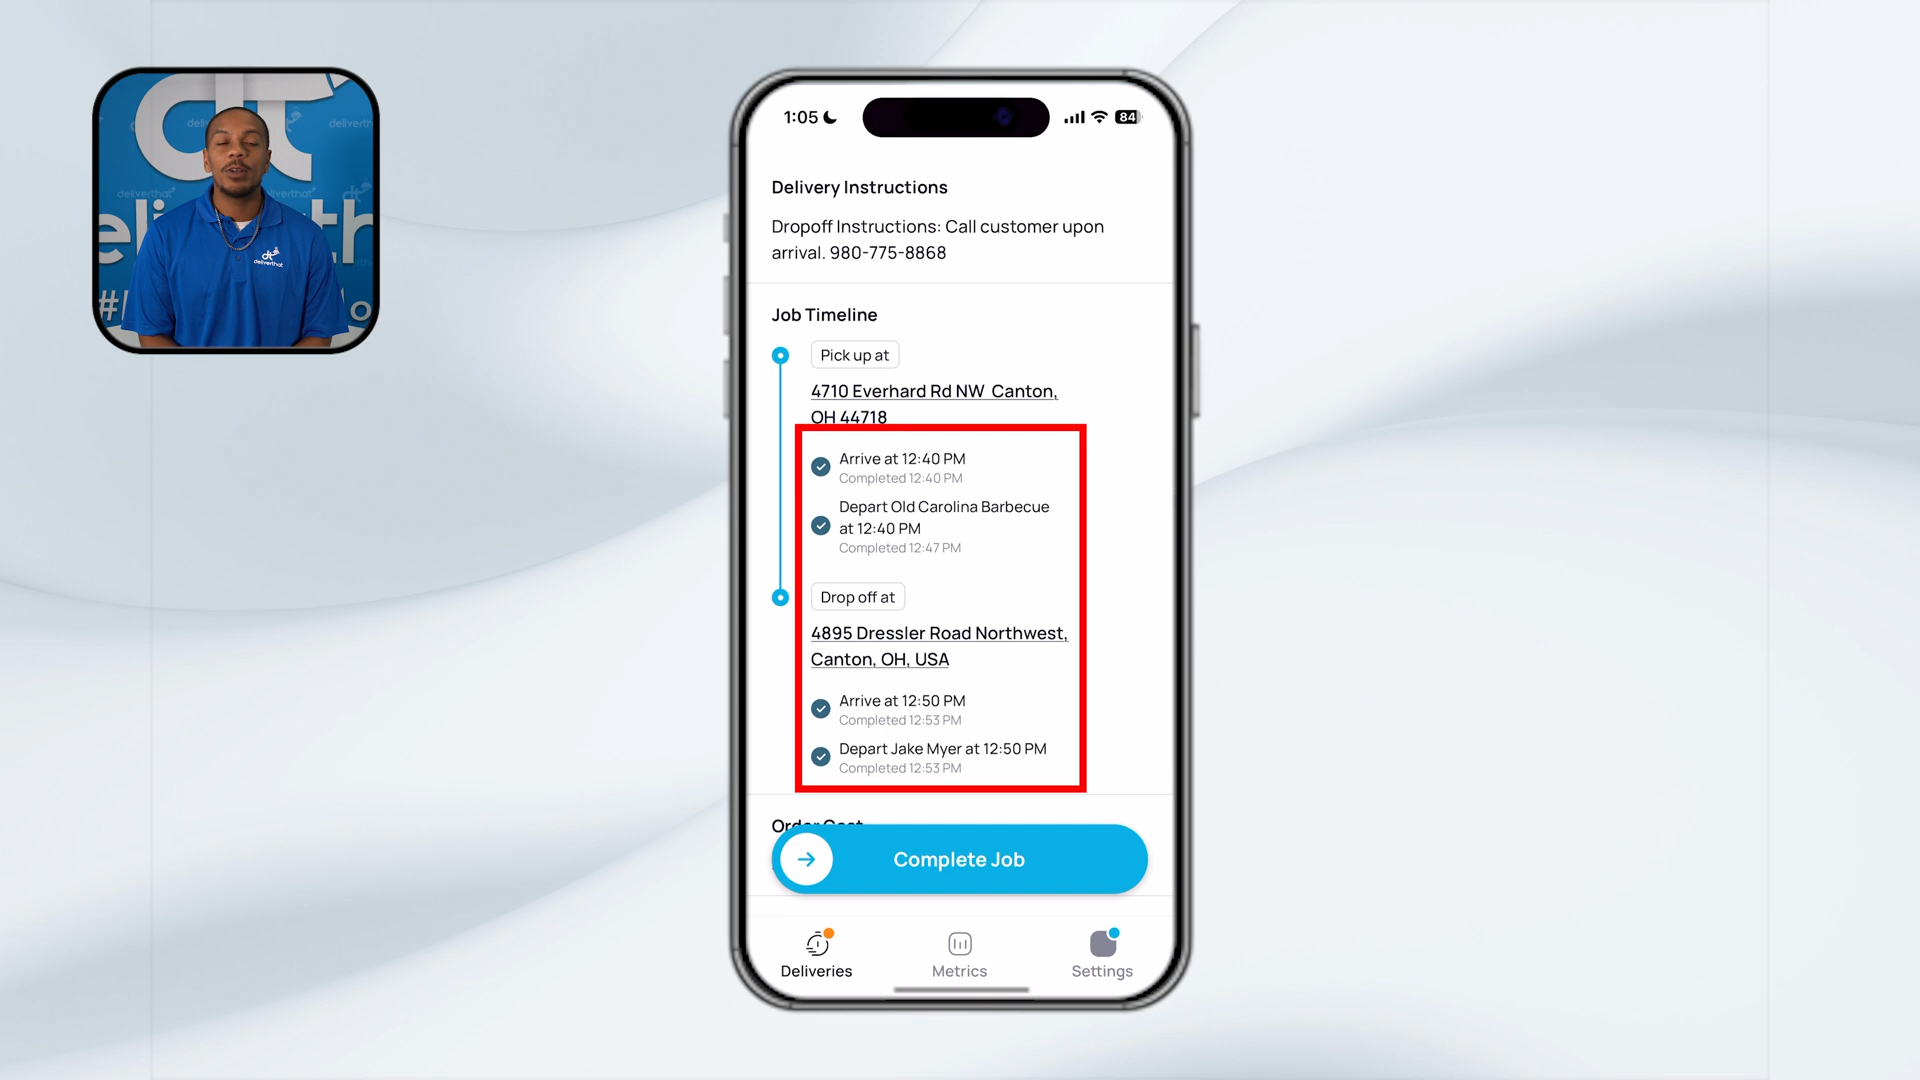 dt
deliverthat
deliverthat
1:05
84
Delivery Instructions
Dropoff Instructions: Call customer upon
arrival. 980-775-8868
Job Timeline
Pick up at
4710 Everhard Rd NW Canton,
OH 44718
Arrive at 12:40 PM
Completed 12:40 PM
Depart Old Carolina Barbecue
at 12:40 PM
Completed 12:47 PM
Drop off at
4895 Dressler Road Northwest,
Canton, OH, USA
Arrive at 12:50 PM
Completed 12:53 PM
Depart Jake Myer at 12:50 PM
Completed 12:53 PM
Order Cost
Complete Job
Deliveries
Metrics
Settings